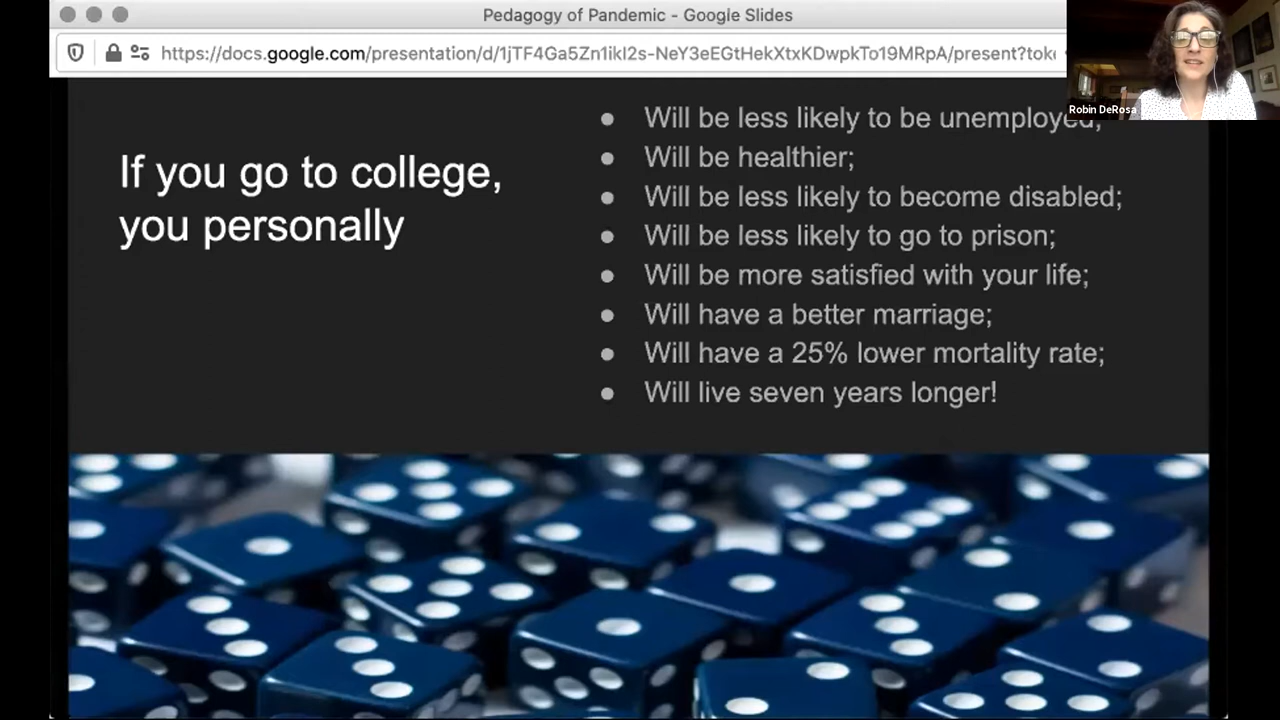 Pedagogy of Pandemic - Google Slides
https://docs.google.com/presentation/d/1jTF4Ga5Zn1ikI2s-NeY3eEGtHekXtxKDwpkTo19MRpA/present?toke
Robin DeRosa
If you go to college,
you personally
● Will be less likely to be unemployed;
● Will be healthier;
● Will be less likely to become disabled;
● Will be less likely to go to prison;
● Will be more satisfied with your life;
● Will have a better marriage;
● Will have a 25% lower mortality rate;
● Will live seven years longer!